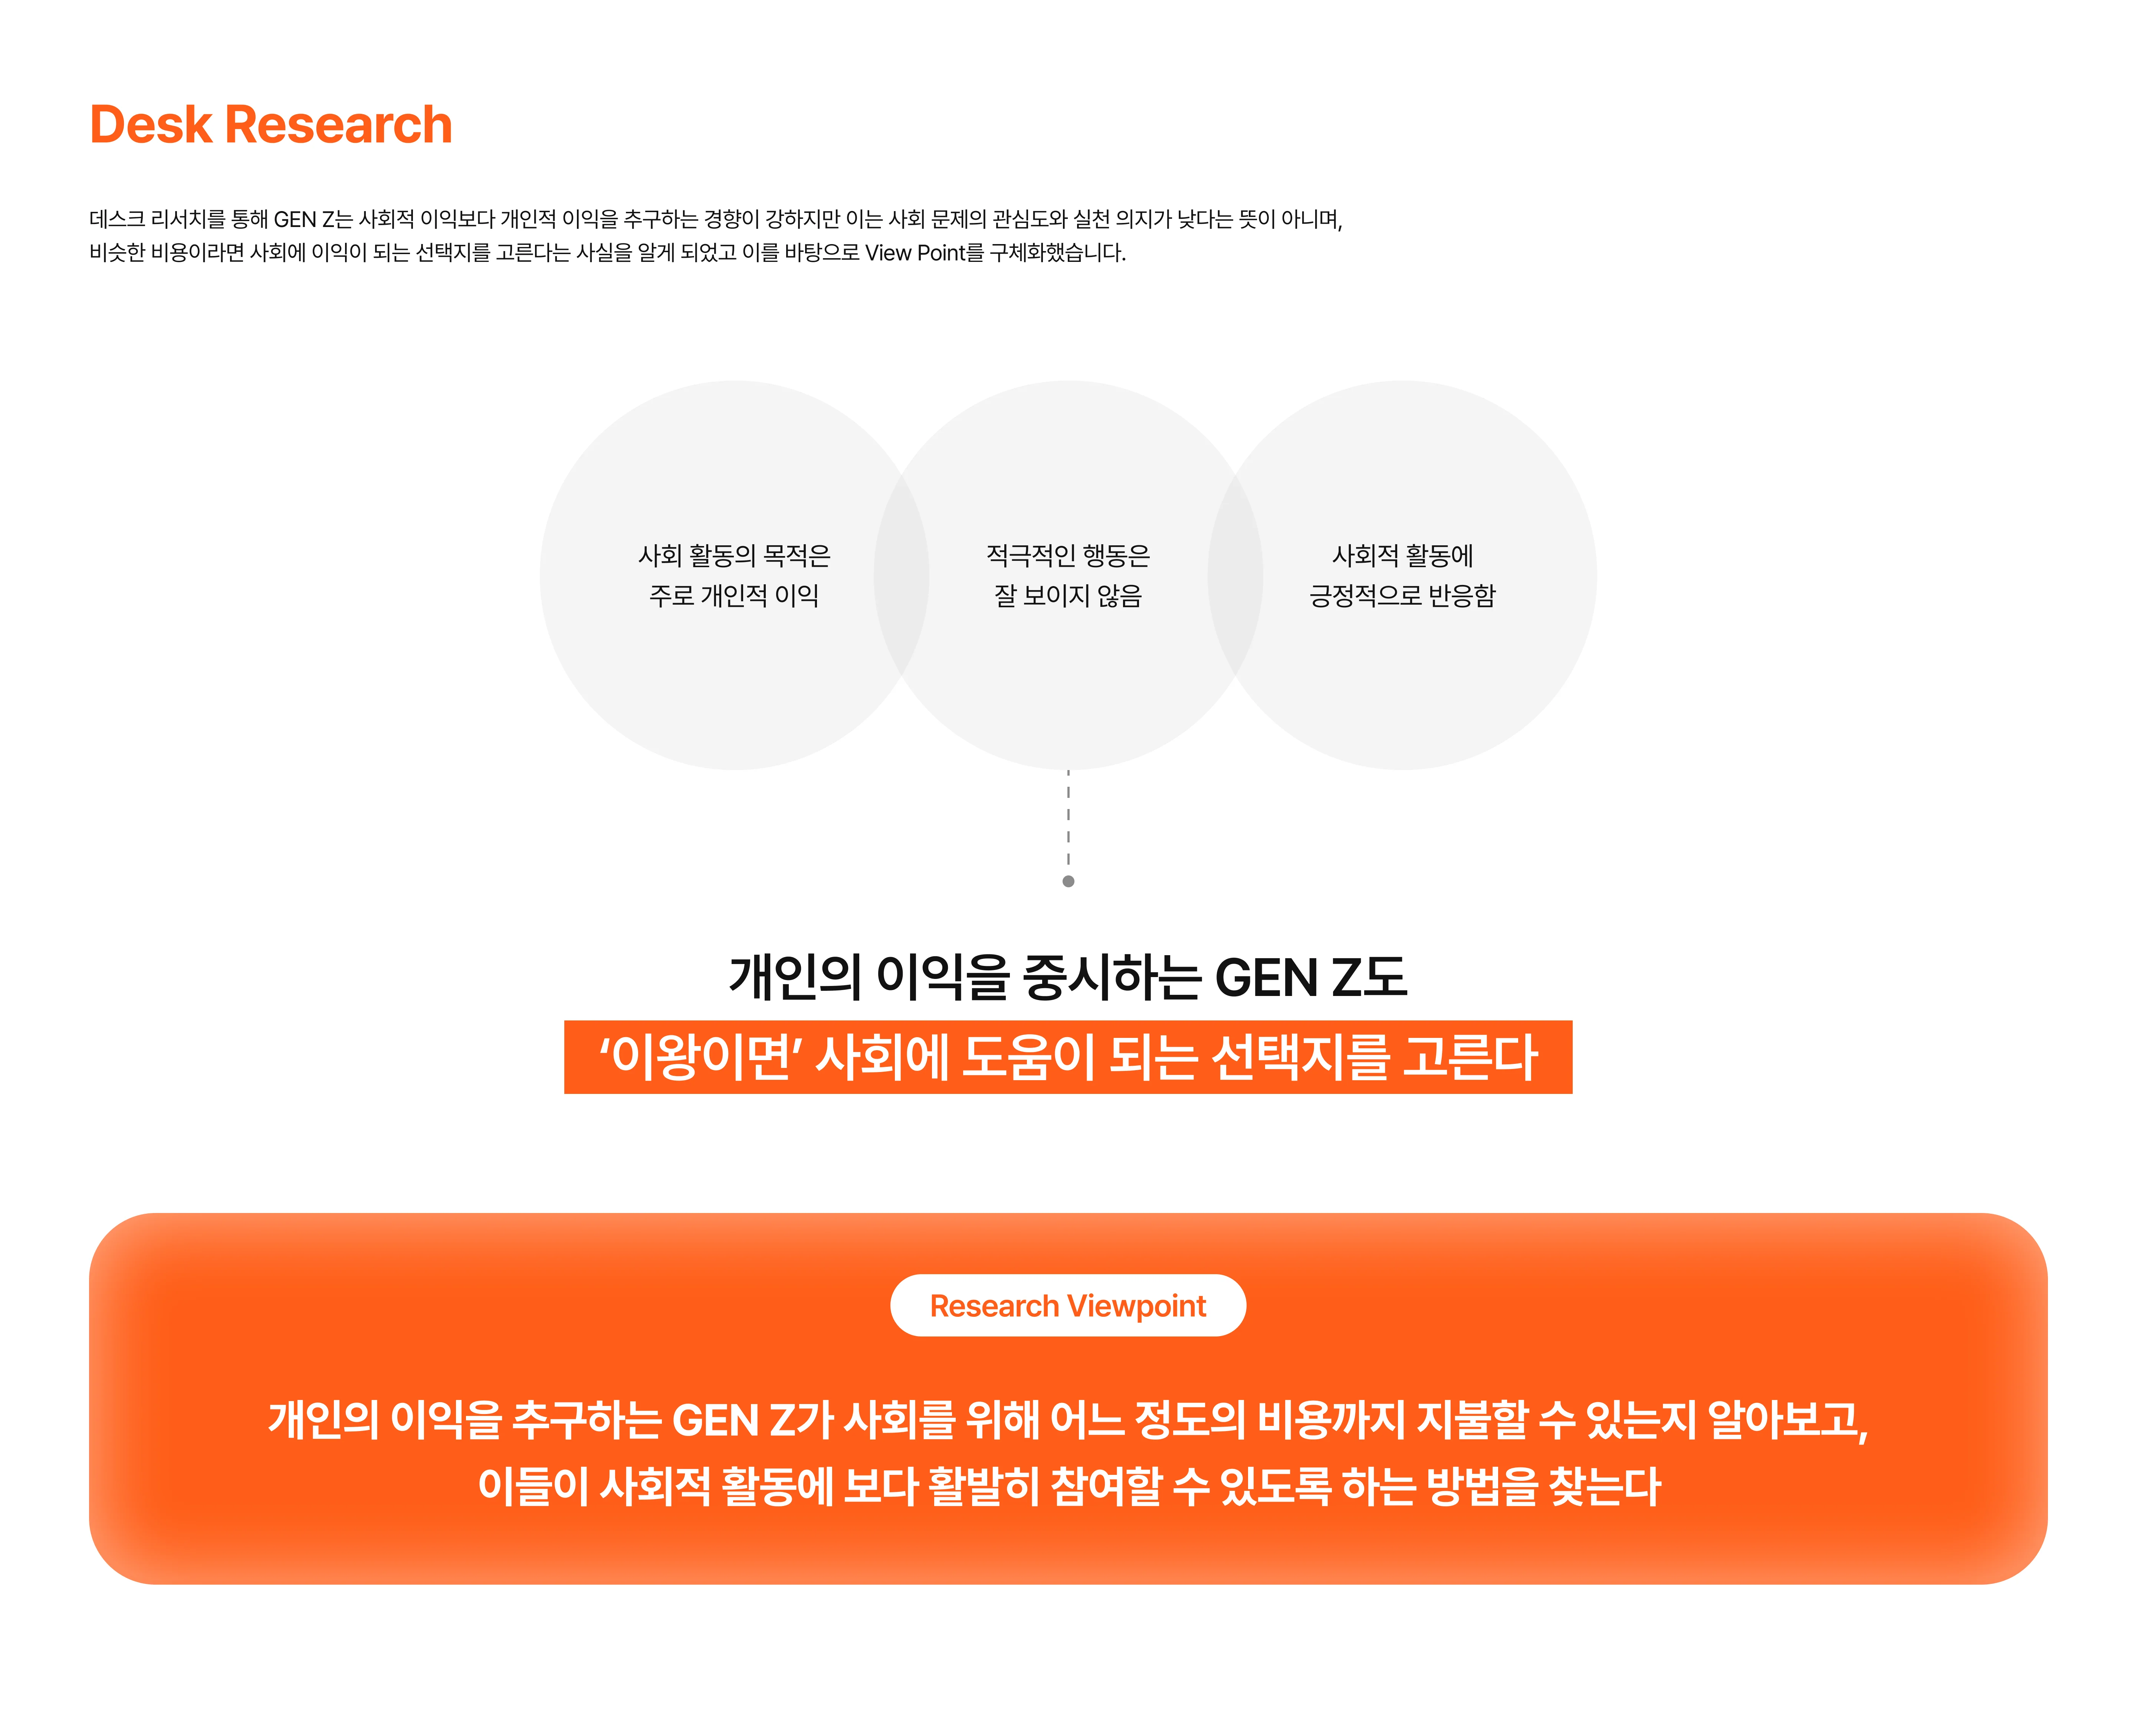 Desk Research
데스크 리서치를 통해 GEN Z는 사회적 이익보다 개인적 이익을 추구하는 경향이 강하지만 이는 사회 문제의 관심도와 실천 의지가 낮다는 뜻이 아니며,
비슷한 비용이라면 사회에 이익이 되는 선택지를 고른다는 사실을 알게 되었고 이를 바탕으로 View Point를 구체화했습니다.
사회 활동의 목적은
주로 개인적 이익
적극적인 행동은
잘 보이지 않음
사회적 활동에
긍정적으로 반응함
개인의 이익을 중시하는 GEN Z도
‘이왕이면’ 사회에 도움이 되는 선택지를 고른다
Research Viewpoint
개인의 이익을 추구하는 GEN Z가 사회를 위해 어느 정도의 비용까지 지불할 수 있는지 알아보고,
이들이 사회적 활동에 보다 활발히 참여할 수 있도록 하는 방법을 찾는다